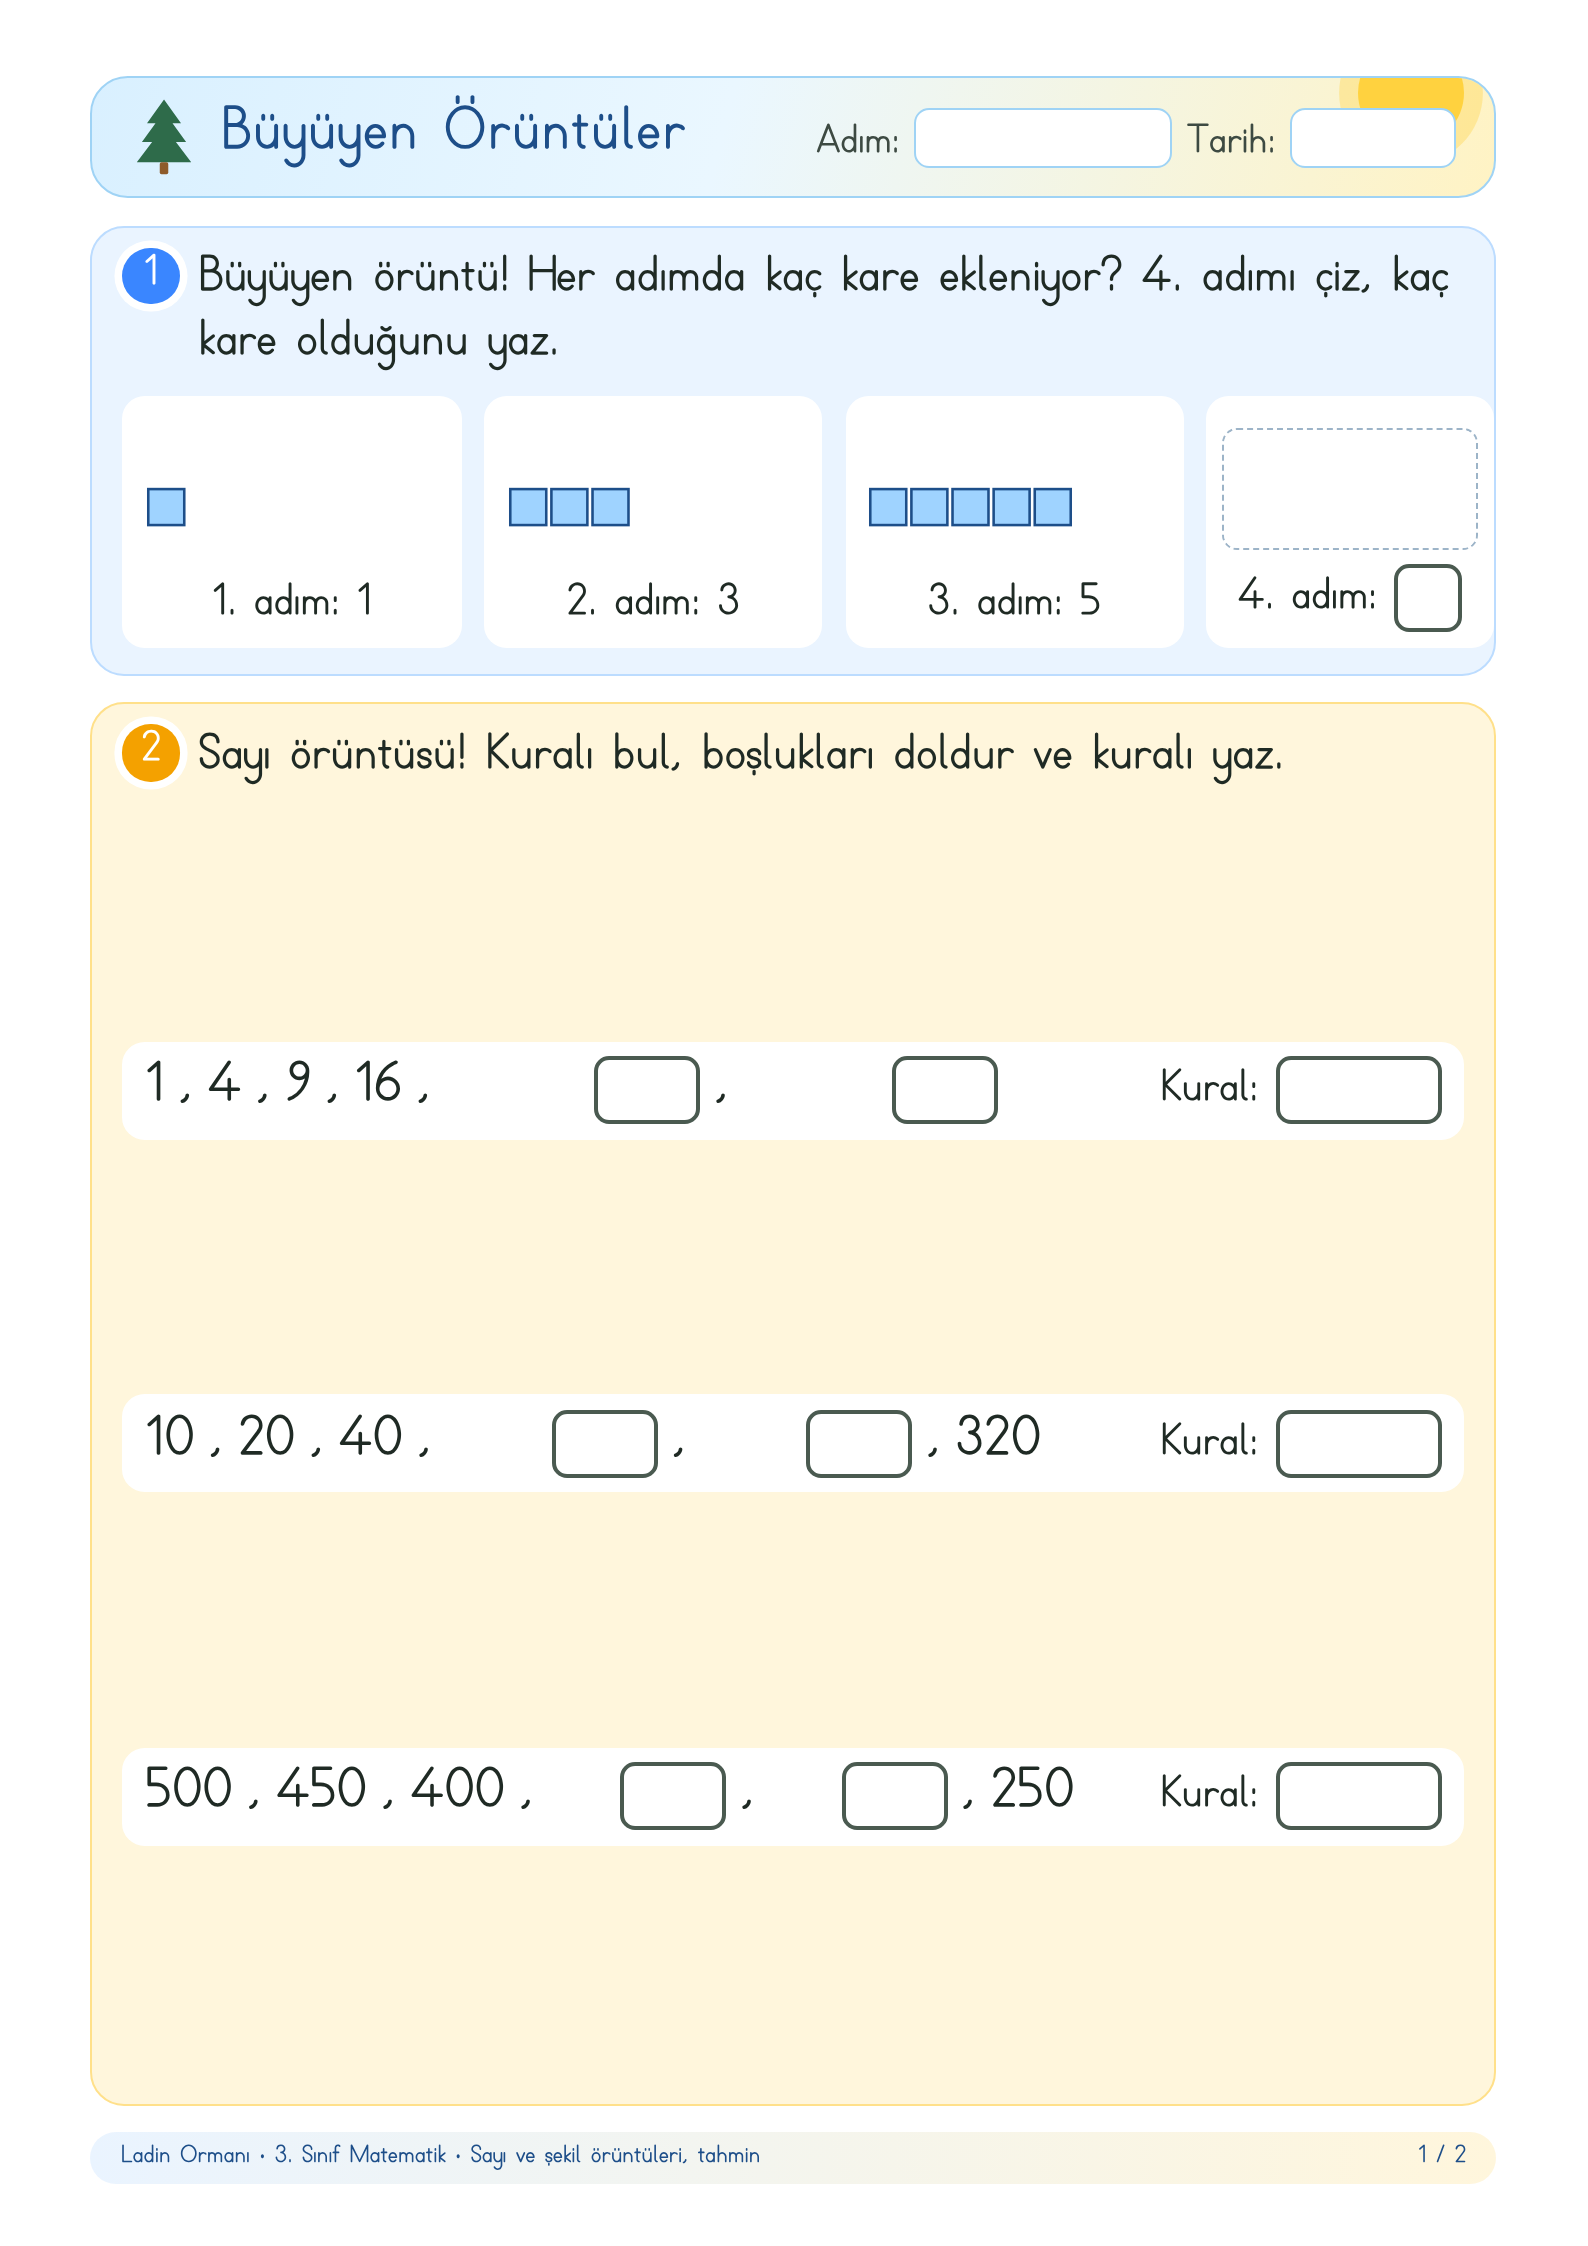 Büyüyen Örüntüler
Adım:
Tarih:
1
Büyüyen örüntü! Her adımda kaç kare ekleniyor? 4. adımı çiz, kaç
kare olduğunu yaz.
1. adım: 1
2. adım: 3
3. adım: 5
4. adım:
2
Sayı örüntüsü! Kuralı bul, boşlukları doldur ve kuralı yaz.
1 , 4 , 9 , 16 , , Kural:
10 , 20 , 40 , , , 320 Kural:
500 , 450 , 400 , , , 250 Kural:
Ladin Ormanı • 3. Sınıf Matematik • Sayı ve şekil örüntüleri, tahmin
1 / 2